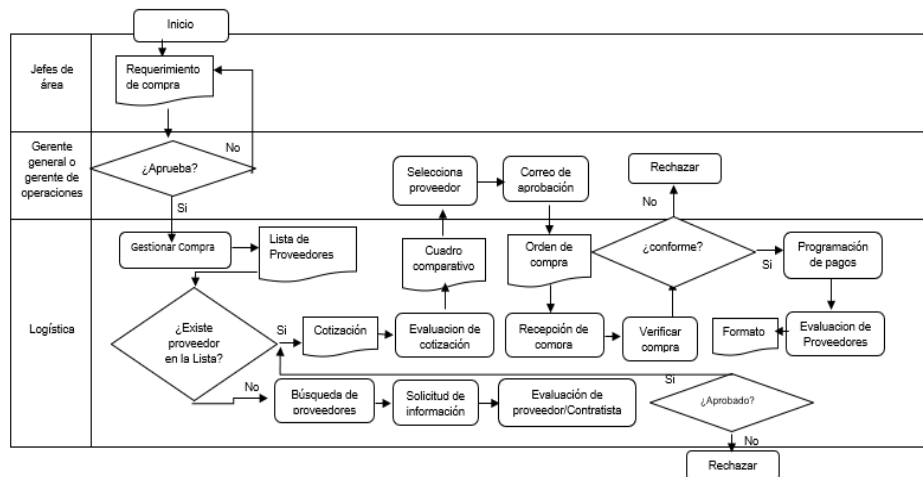 Inicio
Jefes de
área
Requerimiento
de compra
Gerente
general o
gerente de
operaciones
¿Aprueba?
No
Selecciona
proveedor
Correo de
aprobación
Rechazar
No
Si
Logística
Gestionar Compra
Lista de
Proveedores
Cuadro
comparativo
Orden de
compra
¿conforme?
Si
Programación
de pagos
¿Existe
proveedor
en la Lista?
Si
Cotización
Evaluacion de
cotización
Recepción de
comora
Verificar
compra
Formato
Evaluacion de
Proveedores
No
Búsqueda de
proveedores
Solicitud de
información
Evaluación de
proveedor/Contratista
Si
¿Aprobado?
No
Rechazar